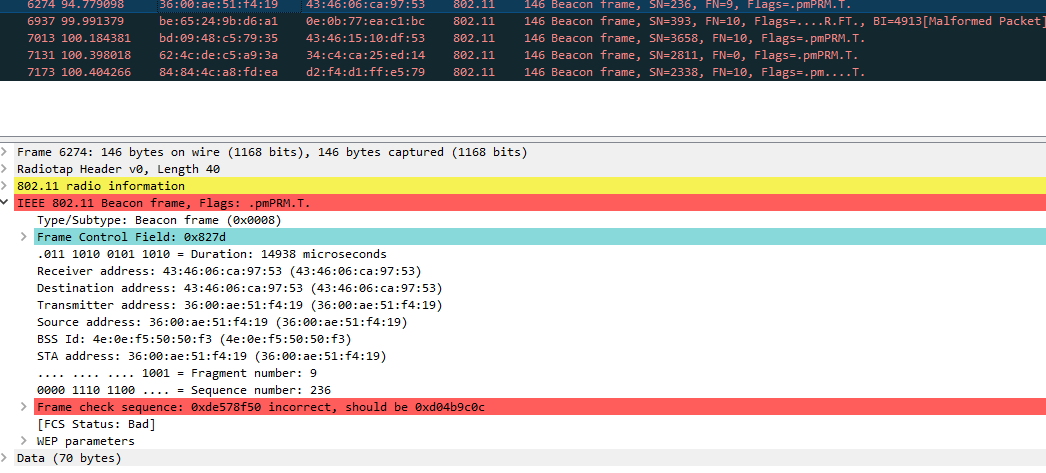 6274 94.779098 36:00:ae:51:f4:19 43:46:06:ca:97:53 802.11 146 Beacon frame, SN=236, FN=9, Flags=.pmPRM.T.
6937 99.991379 be:65:24:9b:d6:a1 0e:0b:77:ea:c1:bc 802.11 146 Beacon frame, SN=393, FN=10, Flags=....R.FT., BI=4913[Malformed Packet]
7013 100.184381 bd:09:48:c5:79:35 43:46:15:10:df:53 802.11 146 Beacon frame, SN=3658, FN=10, Flags=.pmPRM.T.
7131 100.398018 62:4c:de:c5:a9:3a 34:c4:ca:25:ed:14 802.11 146 Beacon frame, SN=2811, FN=0, Flags=.pmPRM.T.
7173 100.404266 84:84:4c:a8:fd:ea d2:f4:d1:ff:e5:79 802.11 146 Beacon frame, SN=2338, FN=10, Flags=.pm....T.
Frame 6274: 146 bytes on wire (1168 bits), 146 bytes captured (1168 bits)
Radiotap Header v0, Length 40
802.11 radio information
IEEE 802.11 Beacon frame, Flags: .pmPRM.T.
Type/Subtype: Beacon frame (0x0008)
Frame Control Field: 0x827d
.011 1010 0101 1010 = Duration: 14938 microseconds
Receiver address: 43:46:06:ca:97:53 (43:46:06:ca:97:53)
Destination address: 43:46:06:ca:97:53 (43:46:06:ca:97:53)
Transmitter address: 36:00:ae:51:f4:19 (36:00:ae:51:f4:19)
Source address: 36:00:ae:51:f4:19 (36:00:ae:51:f4:19)
BSS Id: 4e:0e:f5:50:50:f3 (4e:0e:f5:50:50:f3)
STA address: 36:00:ae:51:f4:19 (36:00:ae:51:f4:19)
.... .... .... 1001 = Fragment number: 9
0000 1110 1100 .... = Sequence number: 236
Frame check sequence: 0xde578f50 incorrect, should be 0xd04b9c0c
[FCS Status: Bad]
WEP parameters
Data (70 bytes)